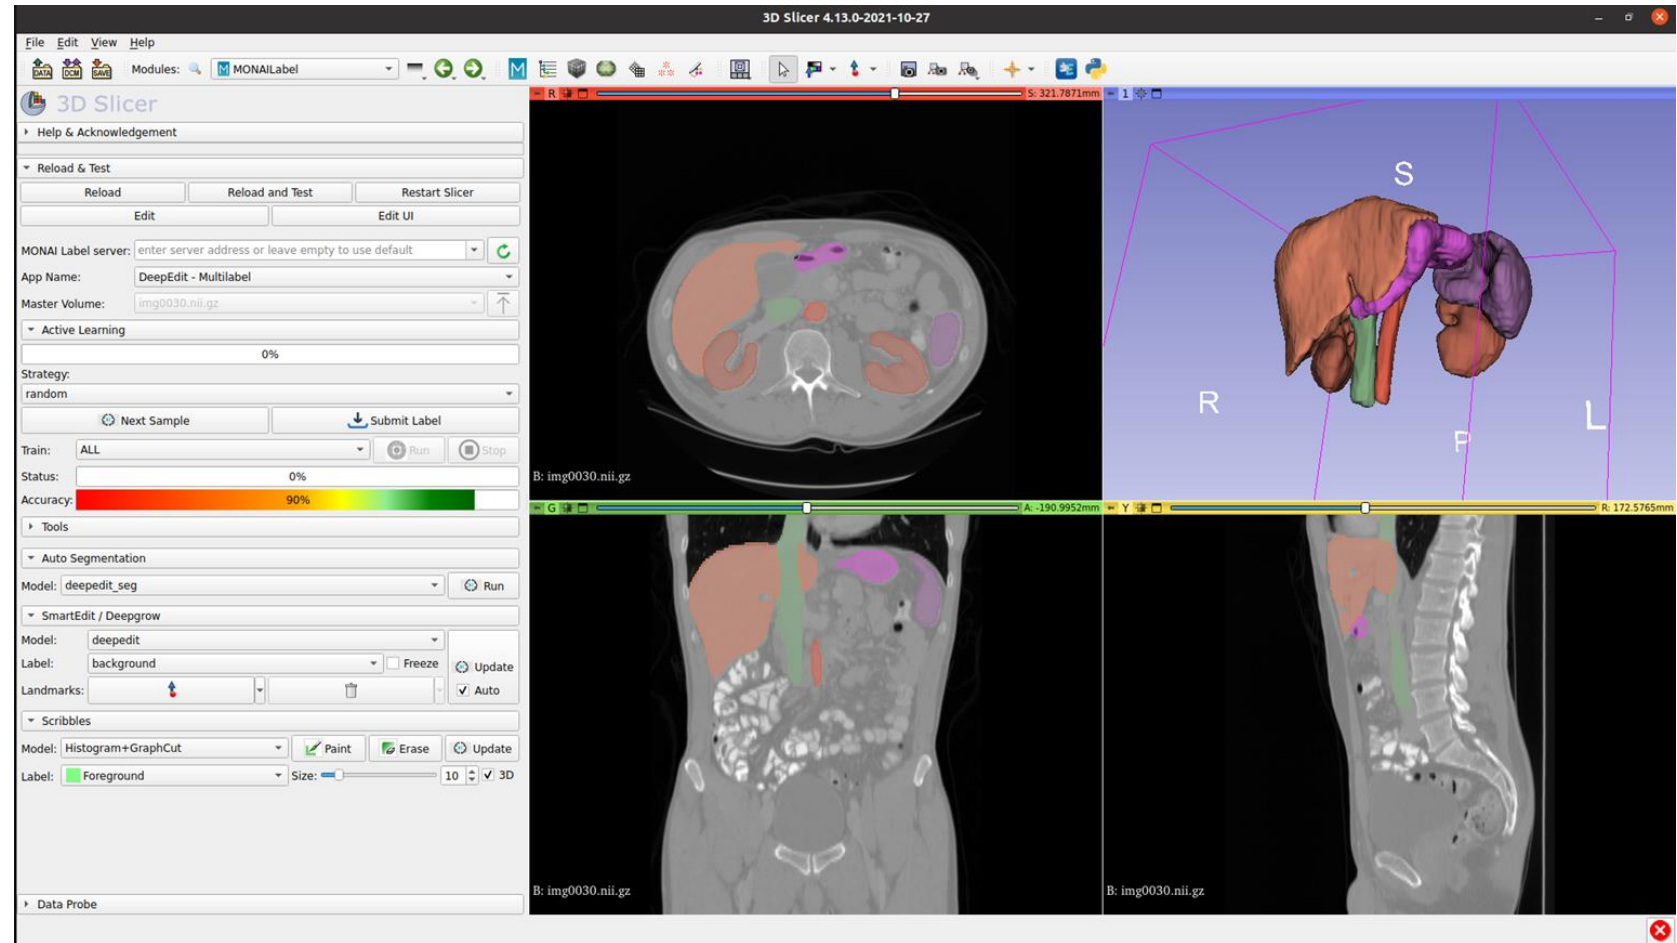 3D Slicer 4.13.0-2021-10-27
File Edit View Help
DATA DCM SAVE Modules: MONAILabel
3D Slicer
Help & Acknowledgement
Reload & Test
Reload Reload and Test Restart Slicer
Edit Edit UI
MONAI Label server: enter server address or leave empty to use default
App Name: DeepEdit - Multilabel
Master Volume: img0030.nii.gz
Active Learning
0%
Strategy:
random
Next Sample Submit Label
Train: ALL Run Stop
Status: 0%
Accuracy: 90%
Tools
Auto Segmentation
Model: deepedit_seg Run
SmartEdit / Deepgrow
Model: deepedit
Label: background Freeze Update
Landmarks: Auto
Scribbles
Model: Histogram+GraphCut Paint Erase Update
Label: Foreground Size: 10 3D
Data Probe
R S: 321.7871mm
B: img0030.nii.gz
1
S
R
P
L
G A: -190.9952mm
B: img0030.nii.gz
Y R: 172.5765mm
B: img0030.nii.gz